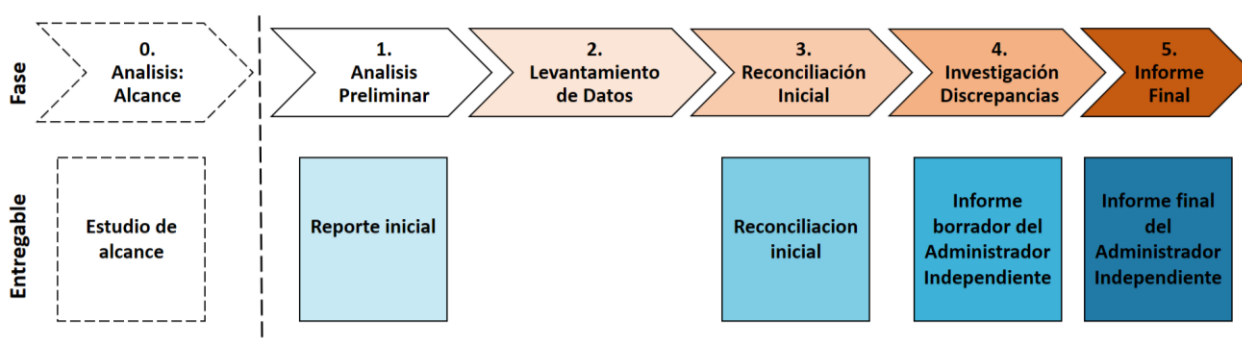 Fase
0.
Analisis:
Alcance
1.
Analisis
Preliminar
2.
Levantamiento
de Datos
3.
Reconciliación
Inicial
4.
Investigación
Discrepancias
5.
Informe
Final
Entregable
Estudio de
alcance
Reporte inicial
Reconciliacion
inicial
Informe
borrador del
Administrador
Independiente
Informe final
del
Administrador
Independiente